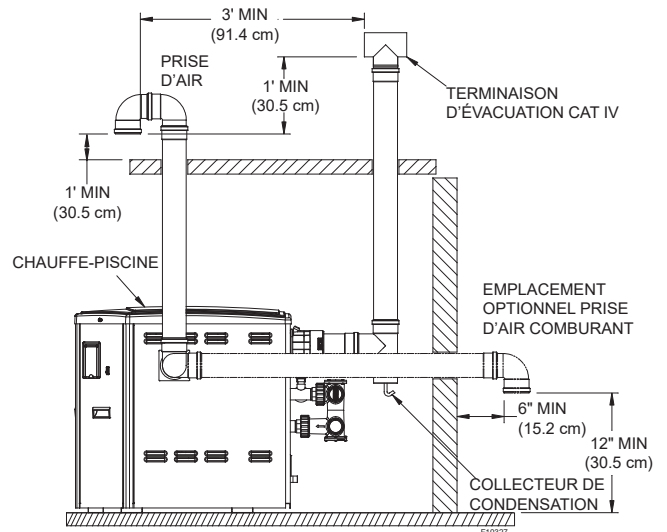 3' MIN
(91.4 cm)
PRISE
D'AIR
1' MIN
(30.5 cm)
TERMINAISON
D'ÉVACUATION CAT IV
1' MIN
(30.5 cm)
CHAUFFE-PISCINE
EMPLACEMENT
OPTIONNEL PRISE
D'AIR COMBURANT
6" MIN
(15.2 cm)
12" MIN
(30.5 cm)
COLLECTEUR DE
CONDENSATION
F10327